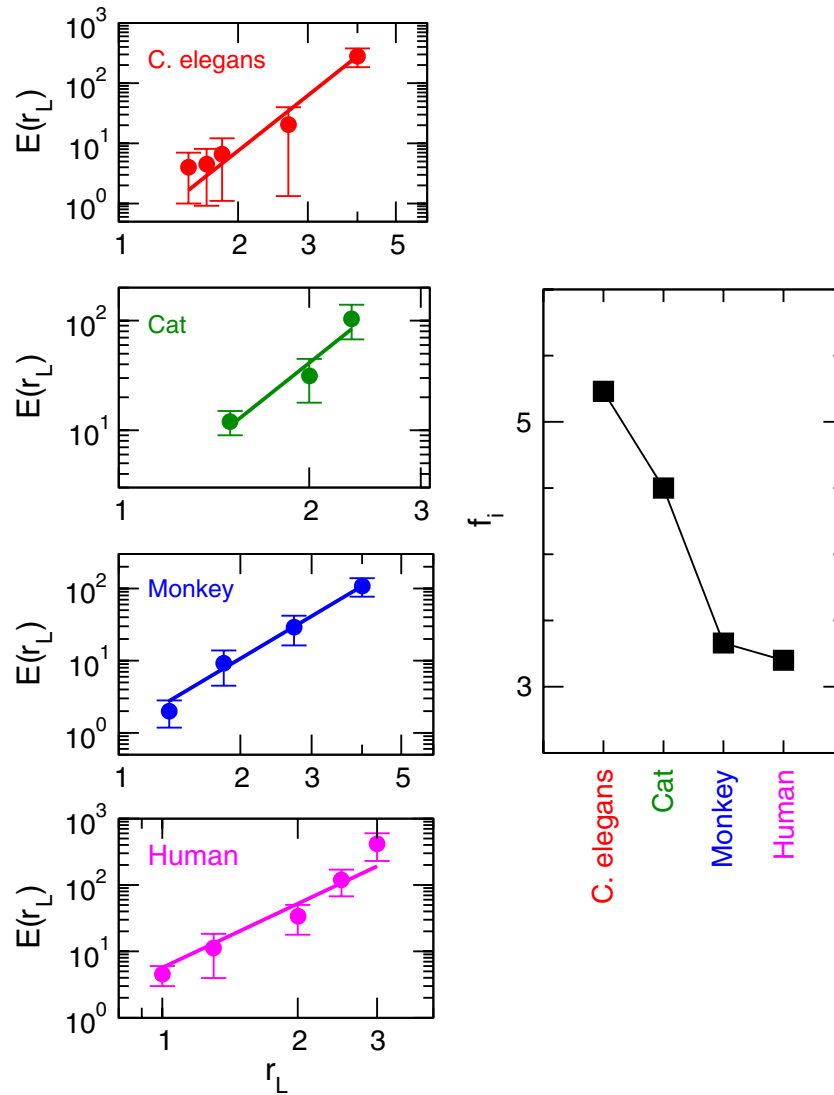 10^3
C. elegans
10^2
E(r_L)
10^1
10^0
1 2 3 5
10^2
Cat
E(r_L)
10^1
1 2 3
10^2
Monkey
E(r_L)
10^1
10^0
1 2 3 5
10^3
Human
10^2
E(r_L)
10^1
10^0
1 2 3
r_L
5
f_i
3
C. elegans
Cat
Monkey
Human